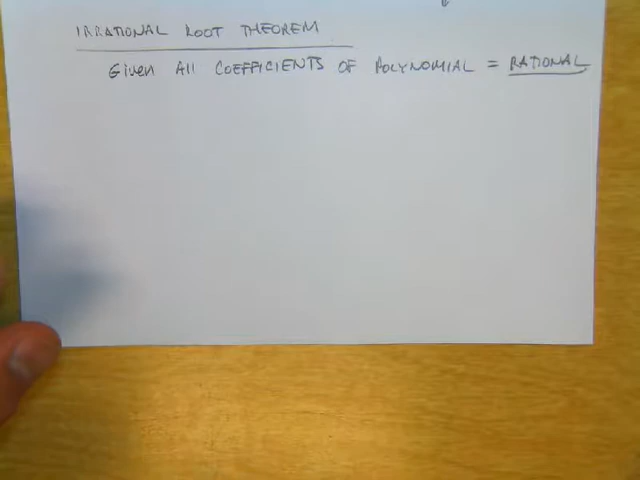 IRRATIONAL ROOT THEOREM
Given All COEFFICIENTS OF POLYNOMIAL = RATIONAL